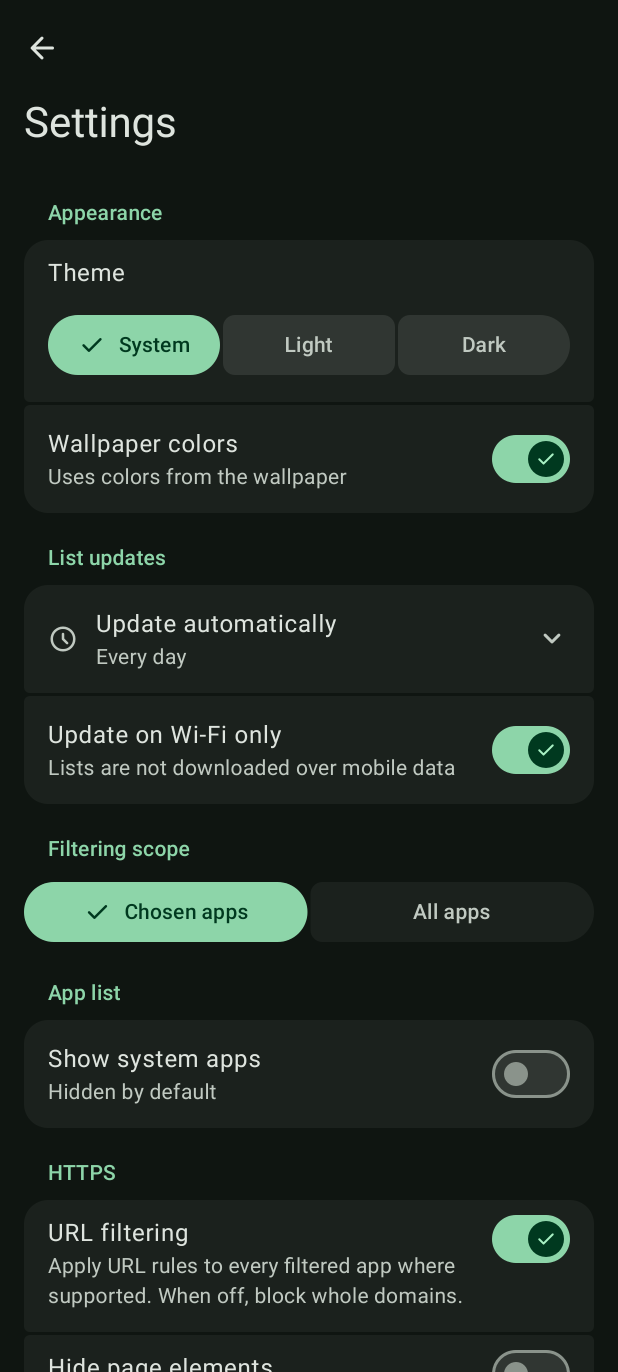 Settings
Appearance
Theme
System
Light
Dark
Wallpaper colors
Uses colors from the wallpaper
List updates
Update automatically
Every day
Update on Wi-Fi only
Lists are not downloaded over mobile data
Filtering scope
Chosen apps
All apps
App list
Show system apps
Hidden by default
HTTPS
URL filtering
Apply URL rules to every filtered app where
supported. When off, block whole domains.
Hide page elements